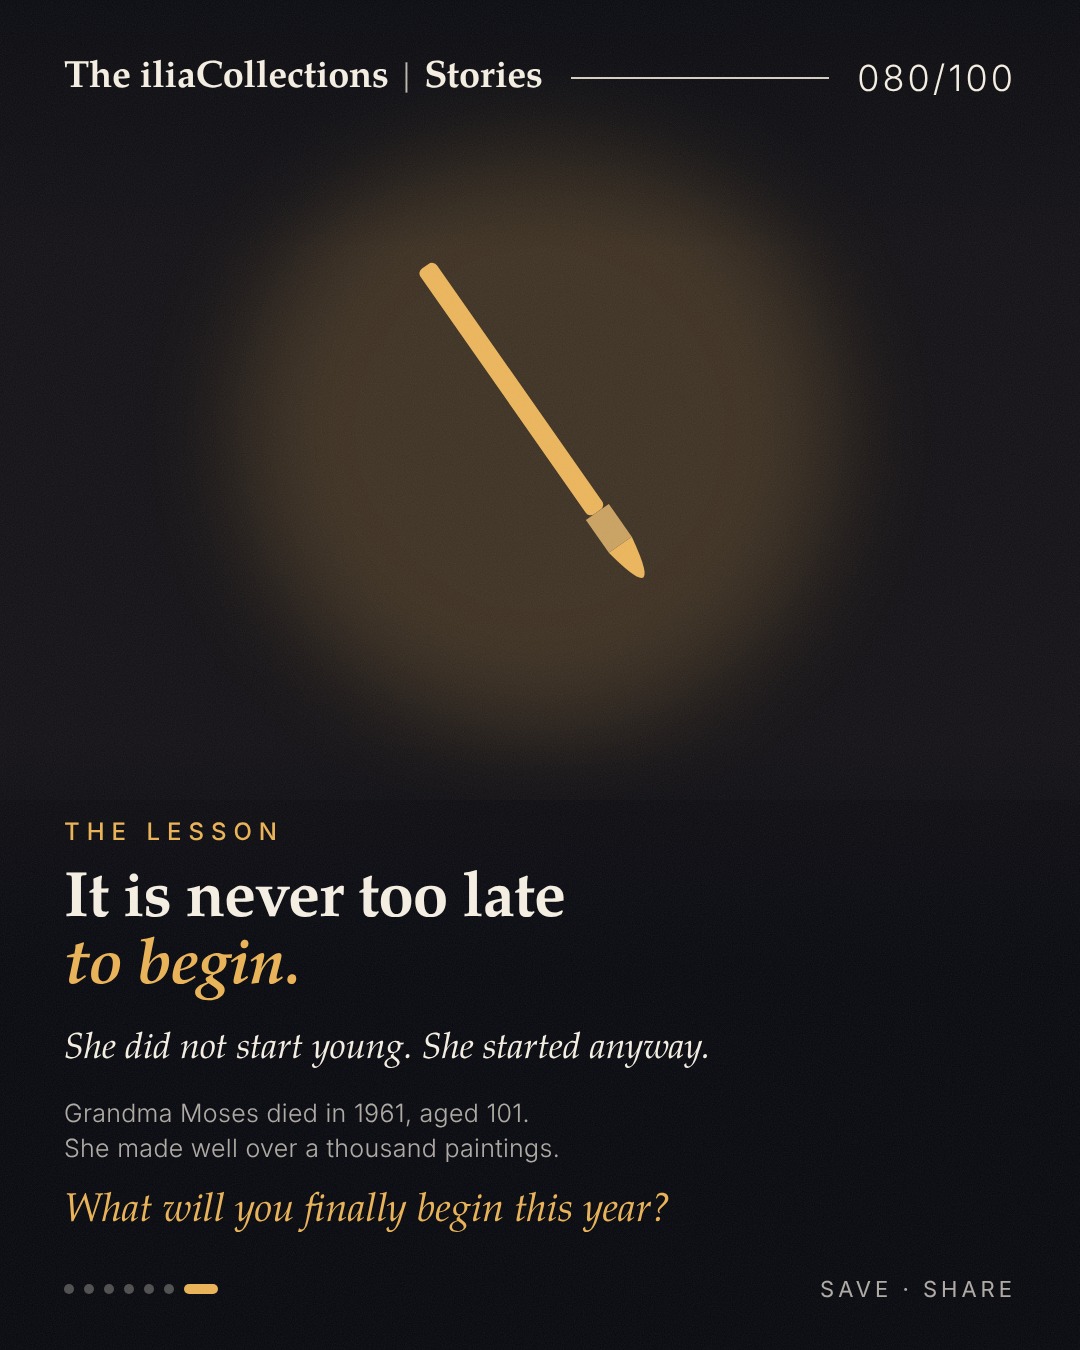 The iliaCollections | Stories 080/100
THE LESSON
It is never too late
to begin.
She did not start young. She started anyway.
Grandma Moses died in 1961, aged 101.
She made well over a thousand paintings.
What will you finally begin this year?
SAVE · SHARE